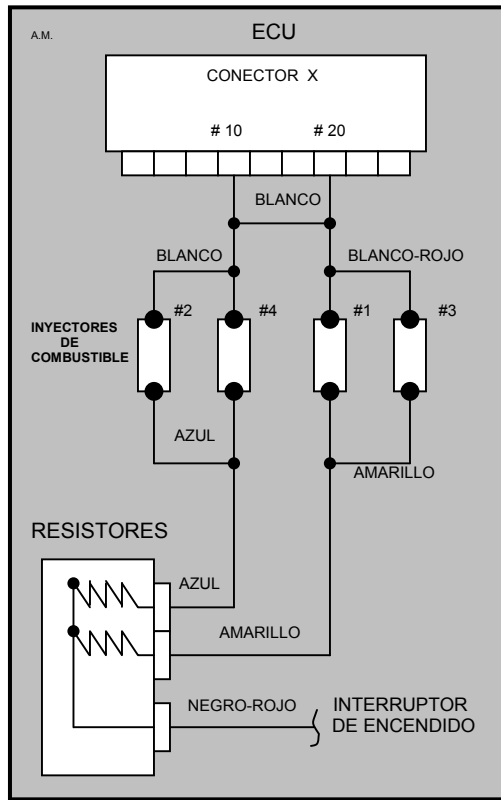 A.M.
ECU
CONECTOR X
# 10
# 20
BLANCO
BLANCO
BLANCO-ROJO
#2
#4
#1
#3
INYECTORES
DE
COMBUSTIBLE
AZUL
AMARILLO
RESISTORES
AZUL
AMARILLO
NEGRO-ROJO
INTERRUPTOR
DE ENCENDIDO